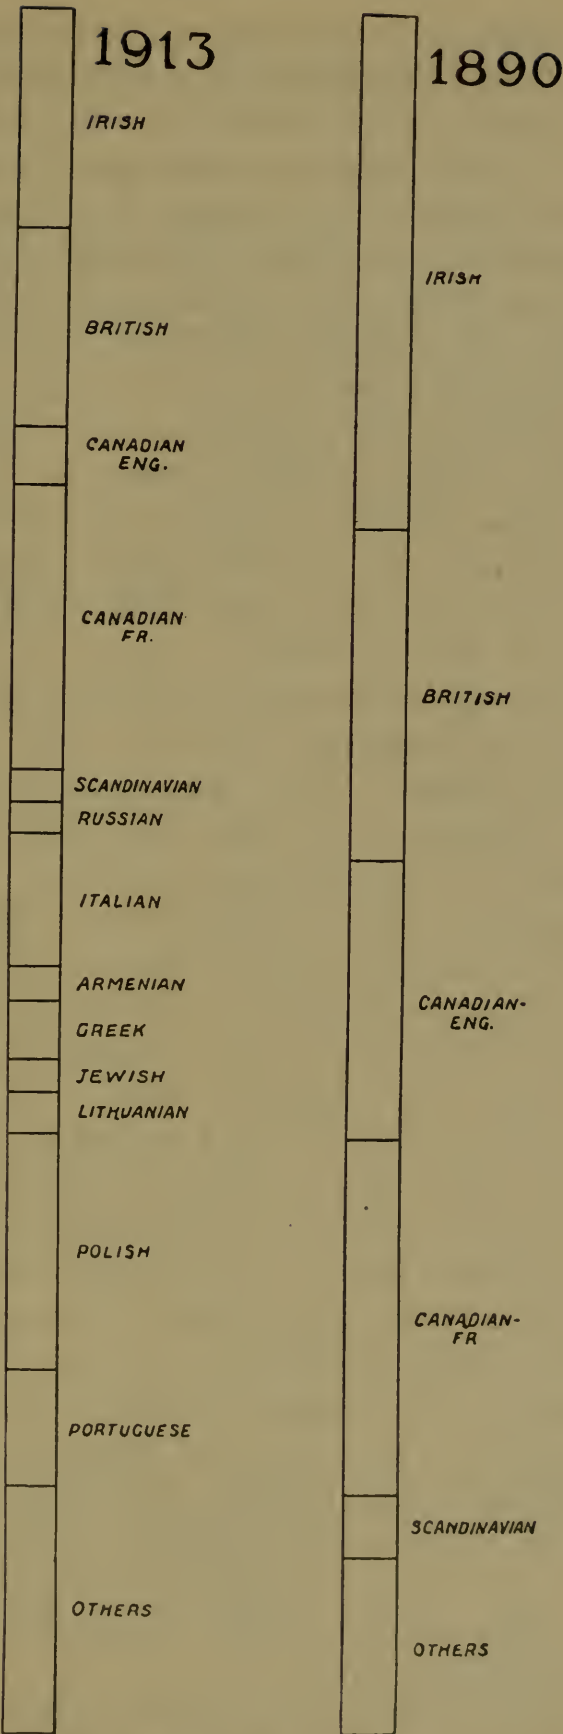 1913
IRISH
BRITISH
CANADIAN
ENG.
CANADIAN
FR.
SCANDINAVIAN
RUSSIAN
ITALIAN
ARMENIAN
GREEK
JEWISH
LITHUANIAN
POLISH
PORTUGUESE
OTHERS
1890
IRISH
BRITISH
CANADIAN-
ENG.
CANADIAN-
FR
SCANDINAVIAN
OTHERS